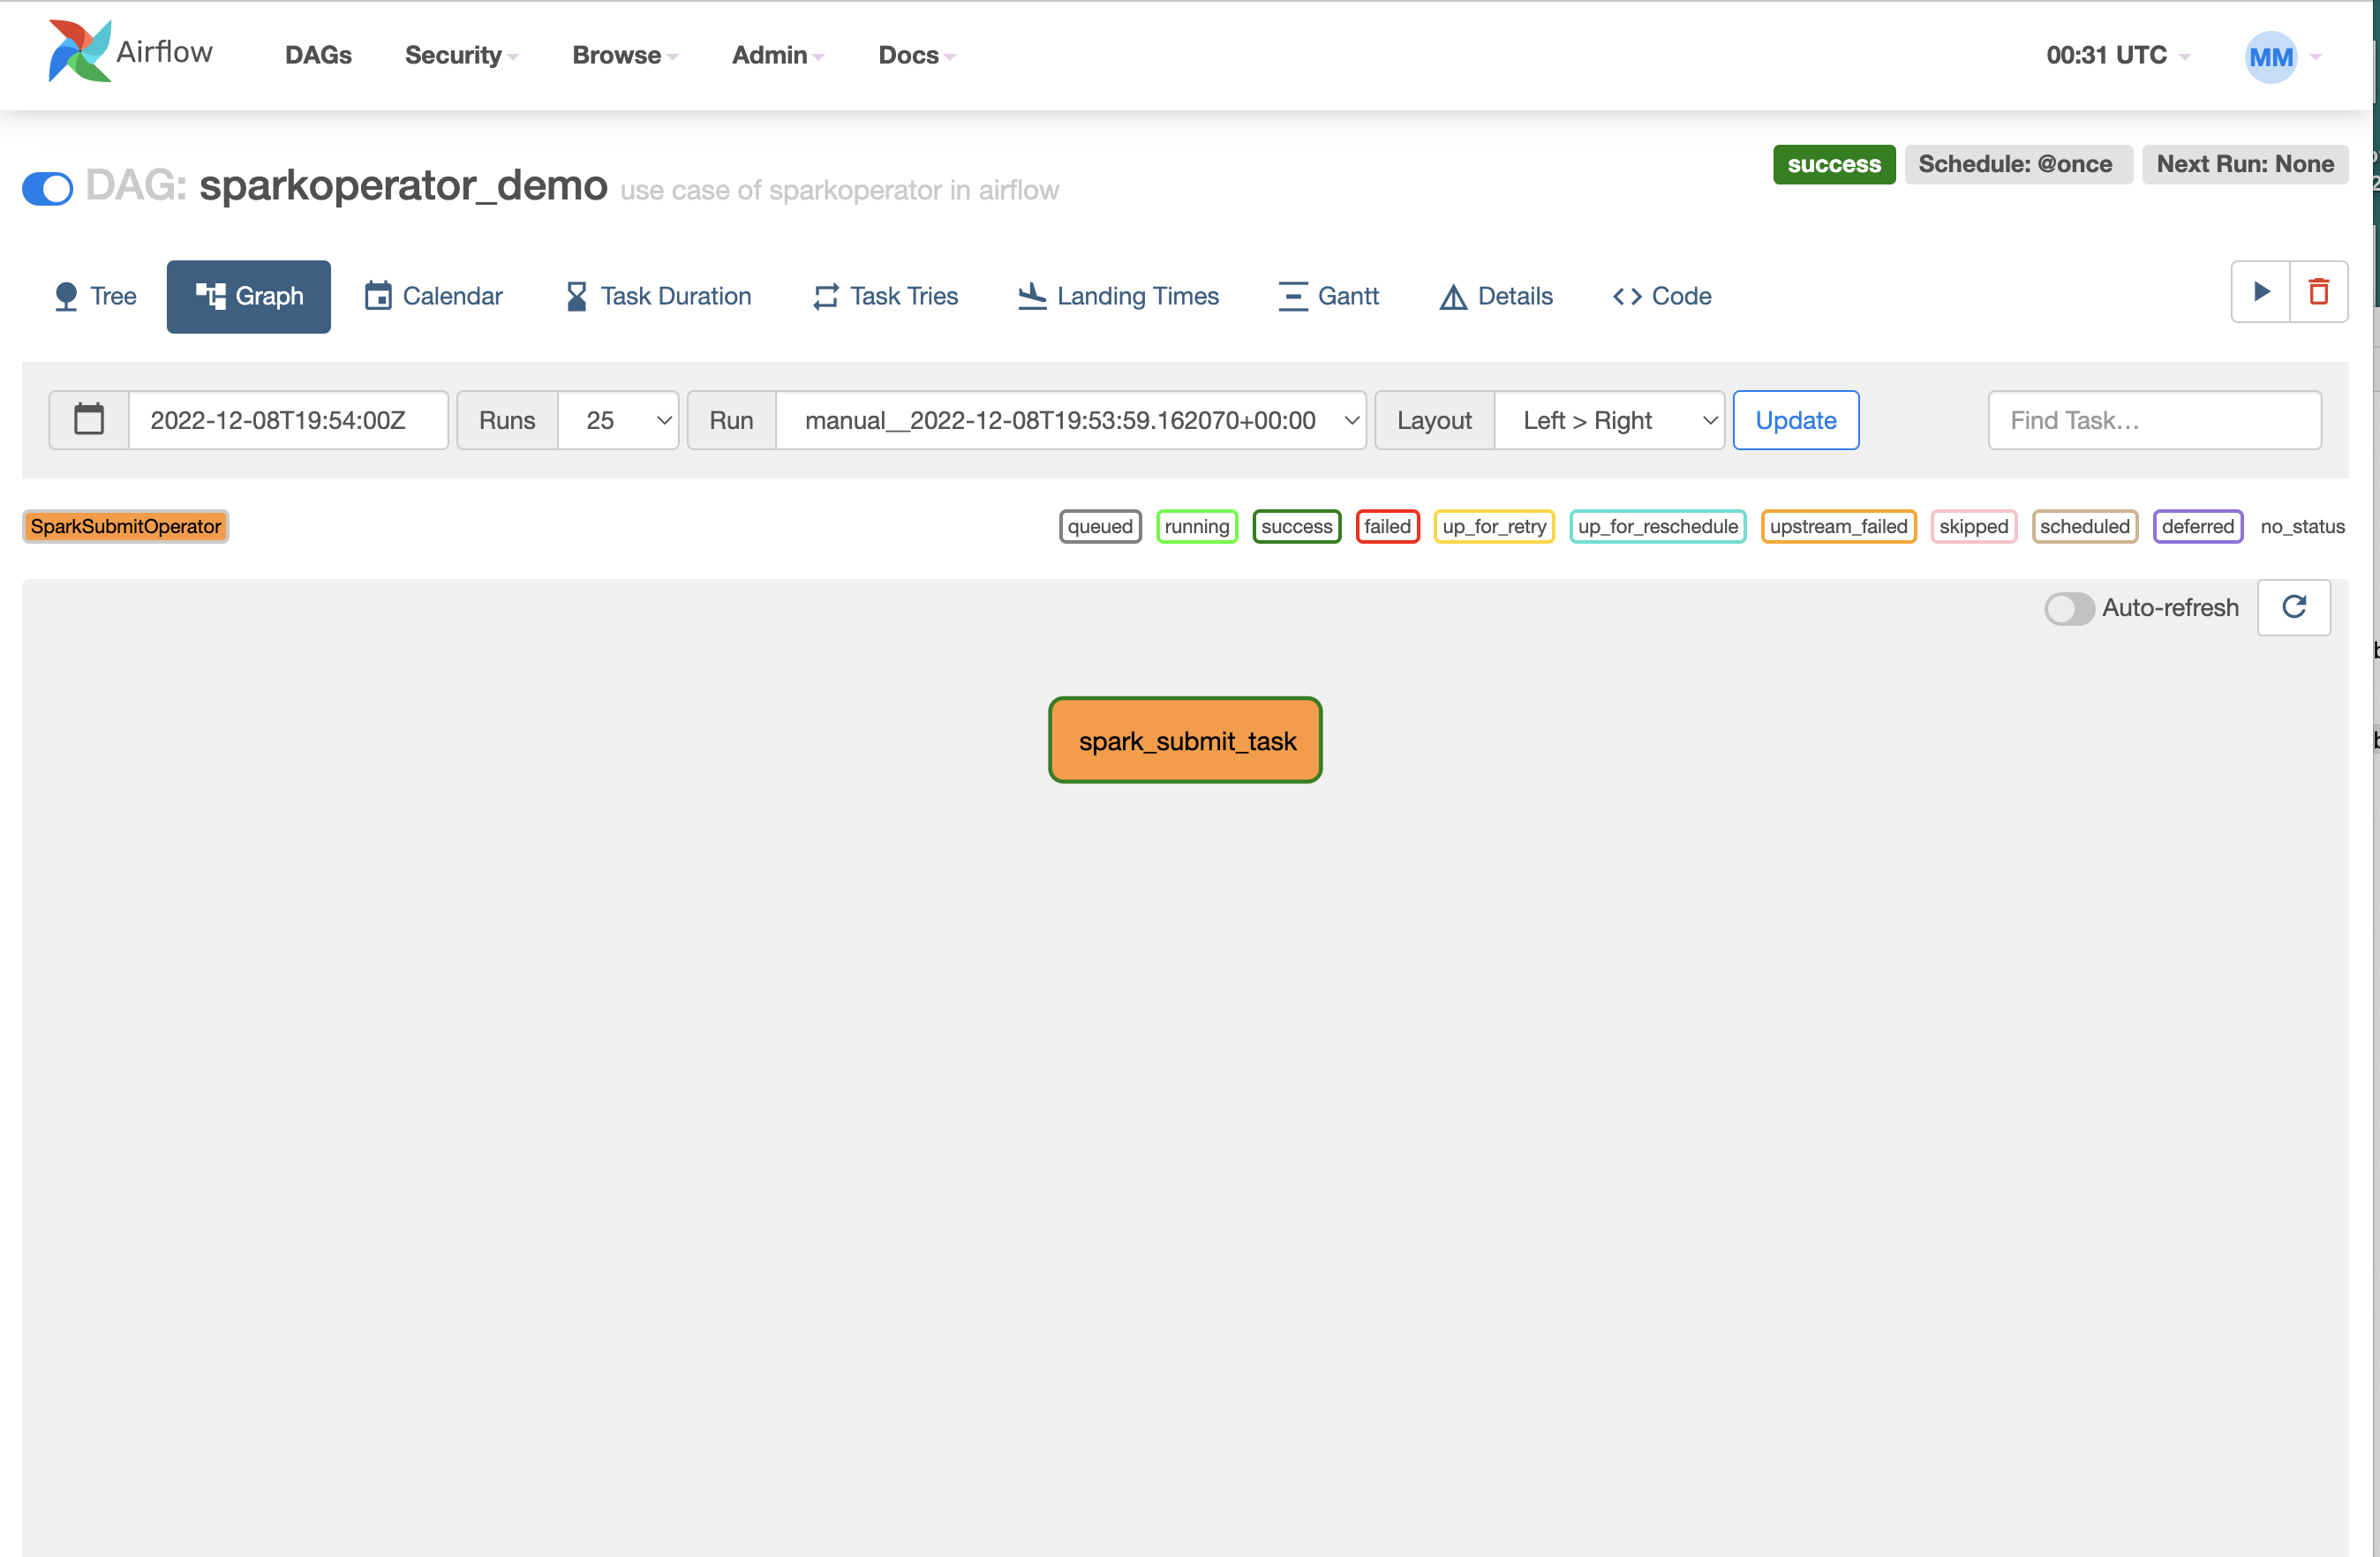 Airflow DAGs Security Browse Admin Docs 00:31 UTC MM
DAG: sparkoperator_demo use case of sparkoperator in airflow success Schedule: @once Next Run: None
Tree Graph Calendar Task Duration Task Tries Landing Times Gantt Details Code
2022-12-08T19:54:00Z Runs 25 Run manual__2022-12-08T19:53:59.162070+00:00 Layout Left > Right Update Find Task…
SparkSubmitOperator queued running success failed up_for_retry up_for_reschedule upstream_failed skipped scheduled deferred no_status
Auto-refresh
spark_submit_task